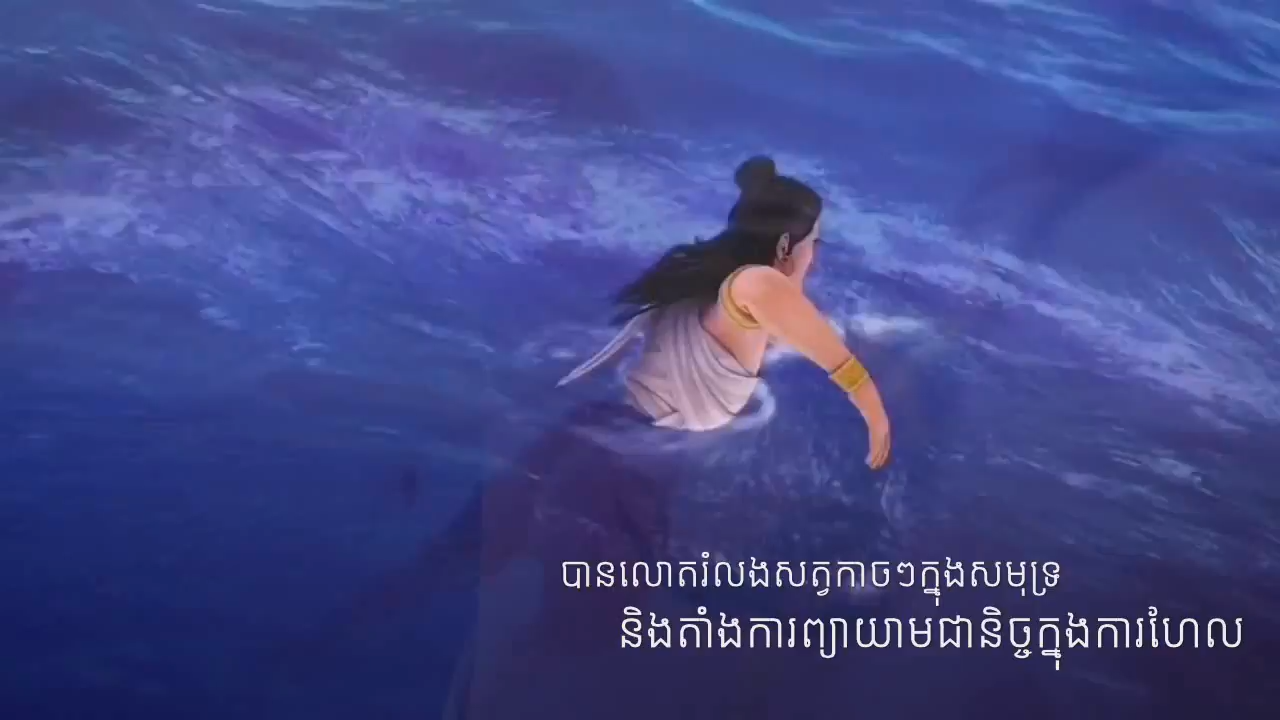 បានលោតរំលងសត្វកាចៗក្នុងសមុទ្រ
និងតាំងការព្យាយាមជានិច្ចក្នុងការហែល